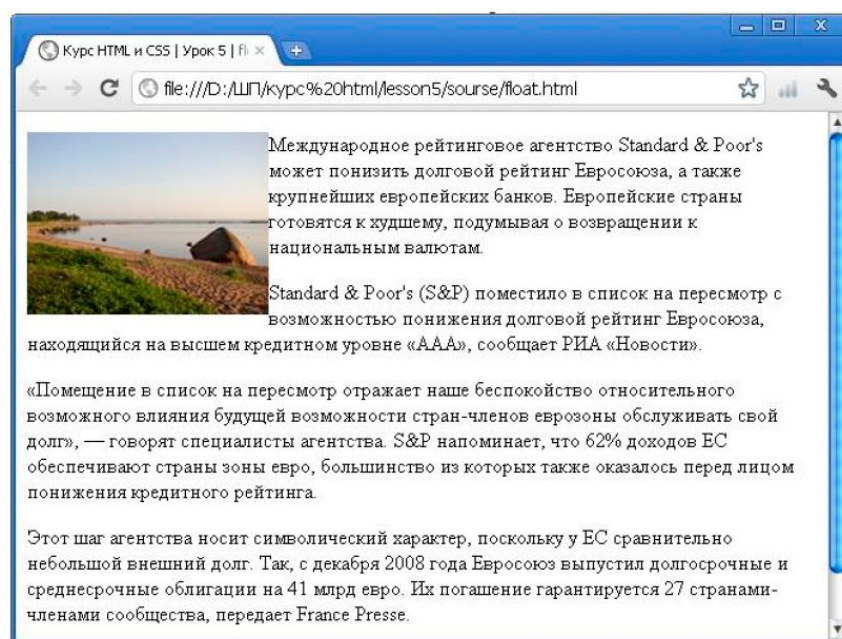 Курс HTML и CSS | Урок 5 | fl
file:///D:/ШП/курс%20html/lesson5/sourse/float.html
Международное рейтинговое агентство Standard & Poor's
может понизить долговой рейтинг Евросоюза, а также
крупнейших европейских банков. Европейские страны
готовятся к худшему, подумывая о возвращении к
национальным валютам.
Standard & Poor's (S&P) поместило в список на пересмотр с
возможностью понижения долговой рейтинг Евросоюза,
находящийся на высшем кредитном уровне «ААА», сообщает РИА «Новости».
«Помещение в список на пересмотр отражает наше беспокойство относительного
возможного влияния будущей возможности стран-членов еврозоны обслуживать свой
долг», — говорят специалисты агентства. S&P напоминает, что 62% доходов ЕС
обеспечивают страны зоны евро, большинство из которых также оказалось перед лицом
понижения кредитного рейтинга.
Этот шаг агентства носит символический характер, поскольку у ЕС сравнительно
небольшой внешний долг. Так, с декабря 2008 года Евросоюз выпустил долгосрочные и
среднесрочные облигации на 41 млрд евро. Их погашение гарантируется 27 странами-
членами сообщества, передает France Presse.